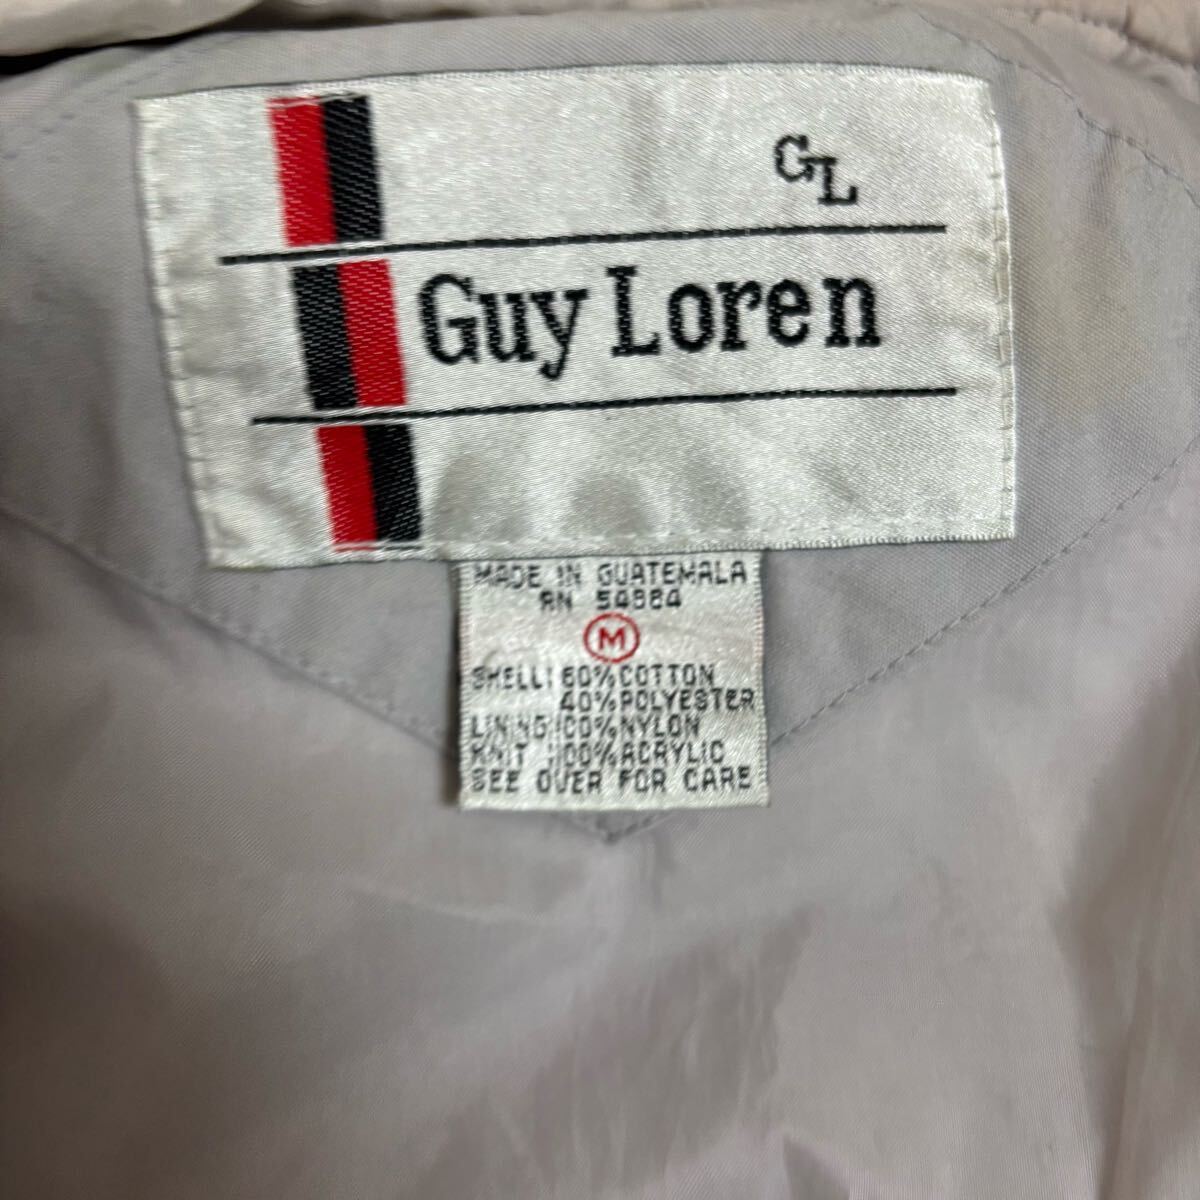 GL
Guy Loren
MADE IN GUATEMALA
RN 54984
M
SHELL: 60% COTTON
40% POLYESTER
LINING: 100% NYLON
KNIT : 100% ACRYLIC
SEE OVER FOR CARE